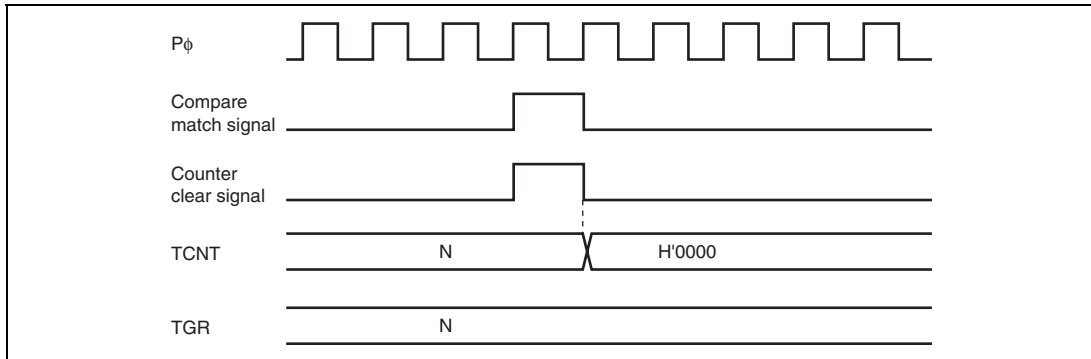 Pϕ
Compare
match signal
Counter
clear signal
TCNT
N
H'0000
TGR
N